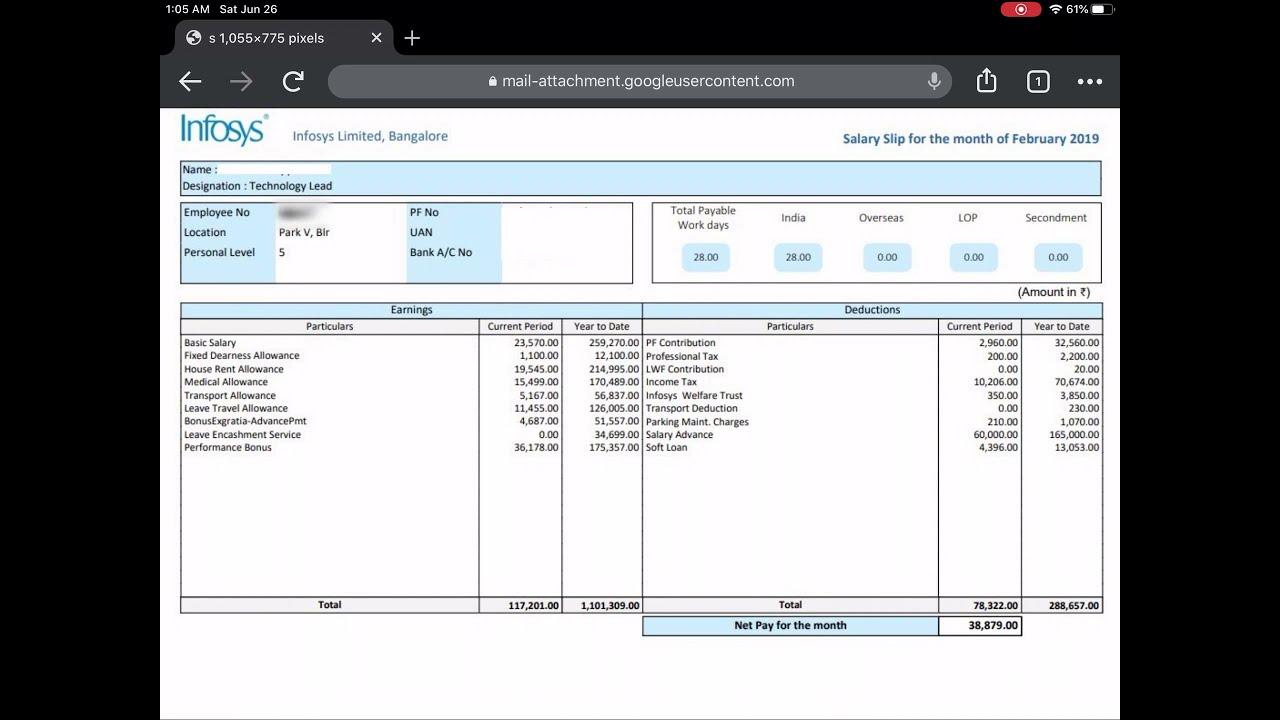 1:05 AM Sat Jun 26 61%
s 1,055×775 pixels
mail-attachment.googleusercontent.com 1
Infosys® Infosys Limited, Bangalore Salary Slip for the month of February 2019
Name :
Designation : Technology Lead
Employee No PF No
Location Park V, Blr UAN
Personal Level 5 Bank A/C No
Total Payable Work days India Overseas LOP Secondment
28.00 28.00 0.00 0.00 0.00
(Amount in ₹)
Earnings Deductions
Particulars Current Period Year to Date Particulars Current Period Year to Date
Basic Salary 23,570.00 259,270.00 PF Contribution 2,960.00 32,560.00
Fixed Dearness Allowance 1,100.00 12,100.00 Professional Tax 200.00 2,200.00
House Rent Allowance 19,545.00 214,995.00 LWF Contribution 0.00 20.00
Medical Allowance 15,499.00 170,489.00 Income Tax 10,206.00 70,674.00
Transport Allowance 5,167.00 56,837.00 Infosys Welfare Trust 350.00 3,850.00
Leave Travel Allowance 11,455.00 126,005.00 Transport Deduction 0.00 230.00
BonusExgratia-AdvancePmt 4,687.00 51,557.00 Parking Maint. Charges 210.00 1,070.00
Leave Encashment Service 0.00 34,699.00 Salary Advance 60,000.00 165,000.00
Performance Bonus 36,178.00 175,357.00 Soft Loan 4,396.00 13,053.00
Total 117,201.00 1,101,309.00 Total 78,322.00 288,657.00
Net Pay for the month 38,879.00